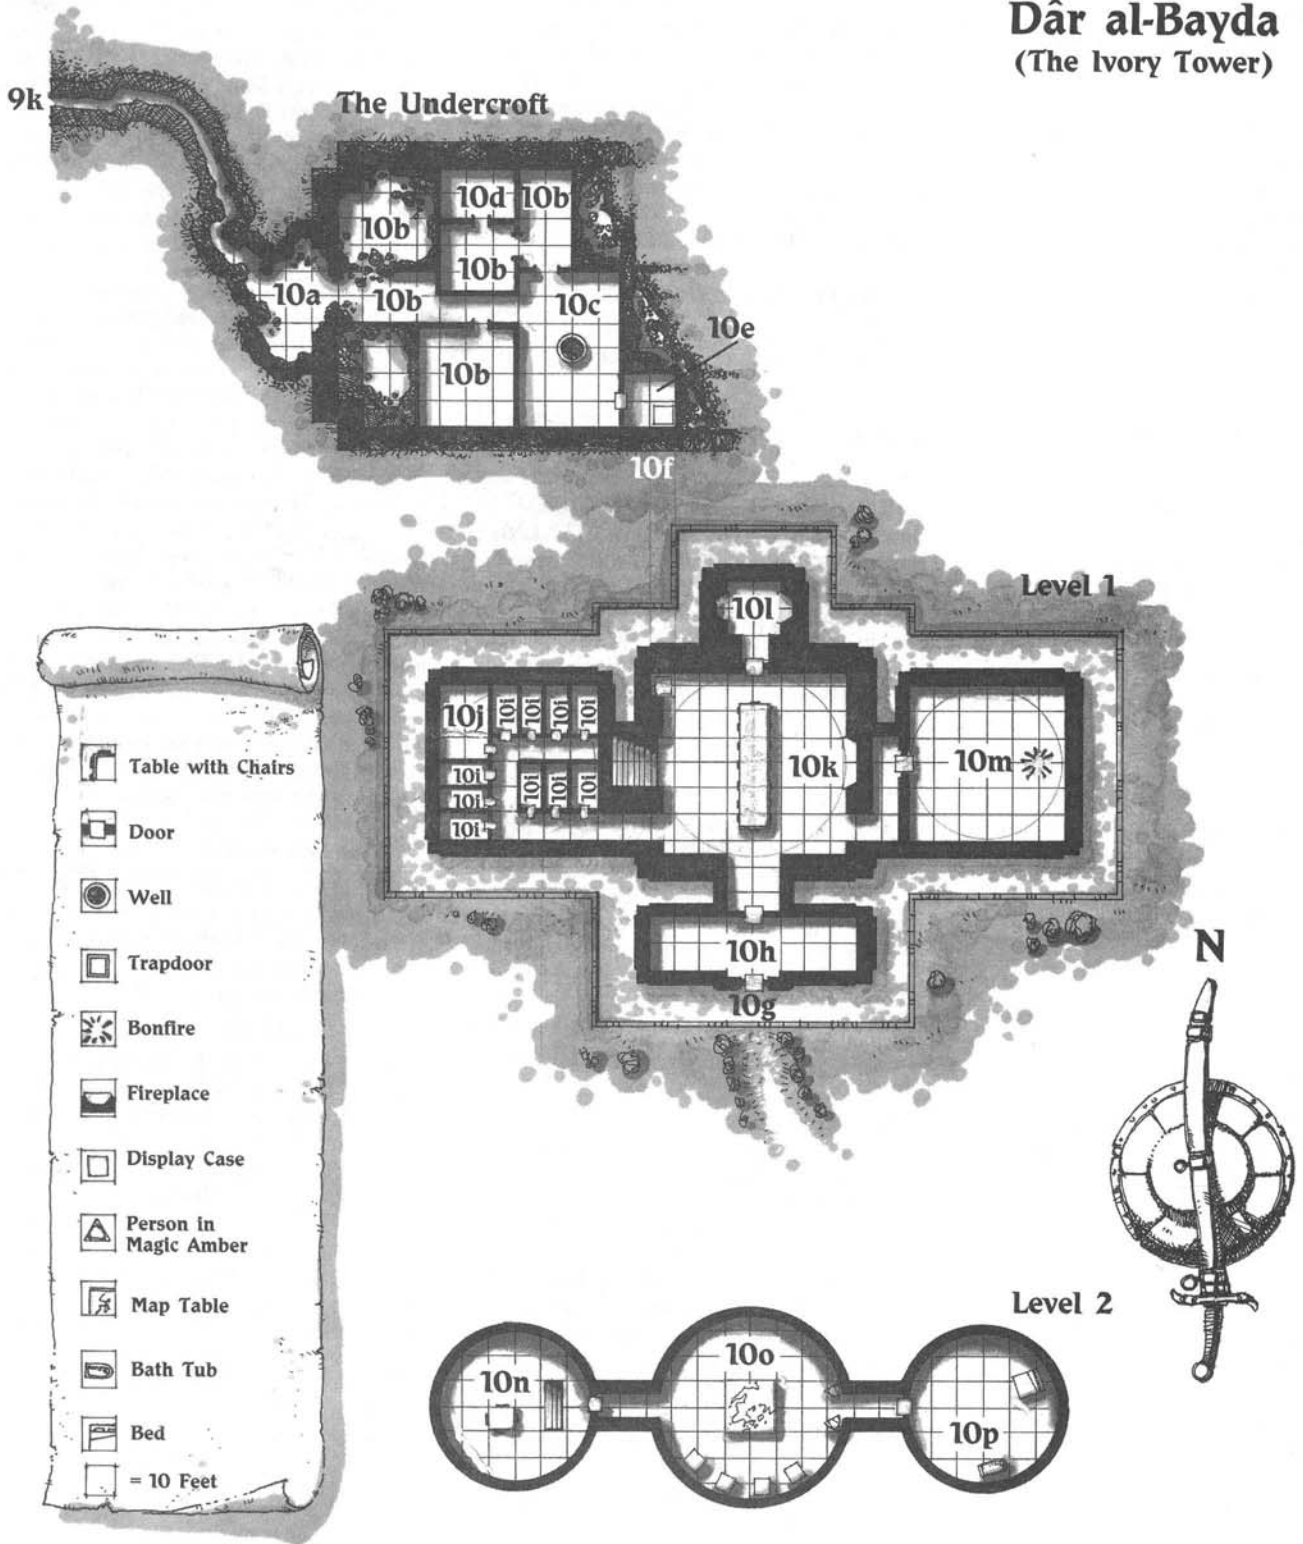 Dâr al-Bayda
(The Ivory Tower)
9k
The Undercroft
10d
10b
10b
10b
10a
10b
10c
10e
10b
10f
Level 1
10l
10j
10i
10i
10i
10i
10k
10m
10i
10i
10i
10i
10i
10i
10h
10g
Table with Chairs
Door
Well
Trapdoor
Bonfire
Fireplace
Display Case
Person in
Magic Amber
Map Table
Bath Tub
Bed
= 10 Feet
N
Level 2
10n
10o
10p